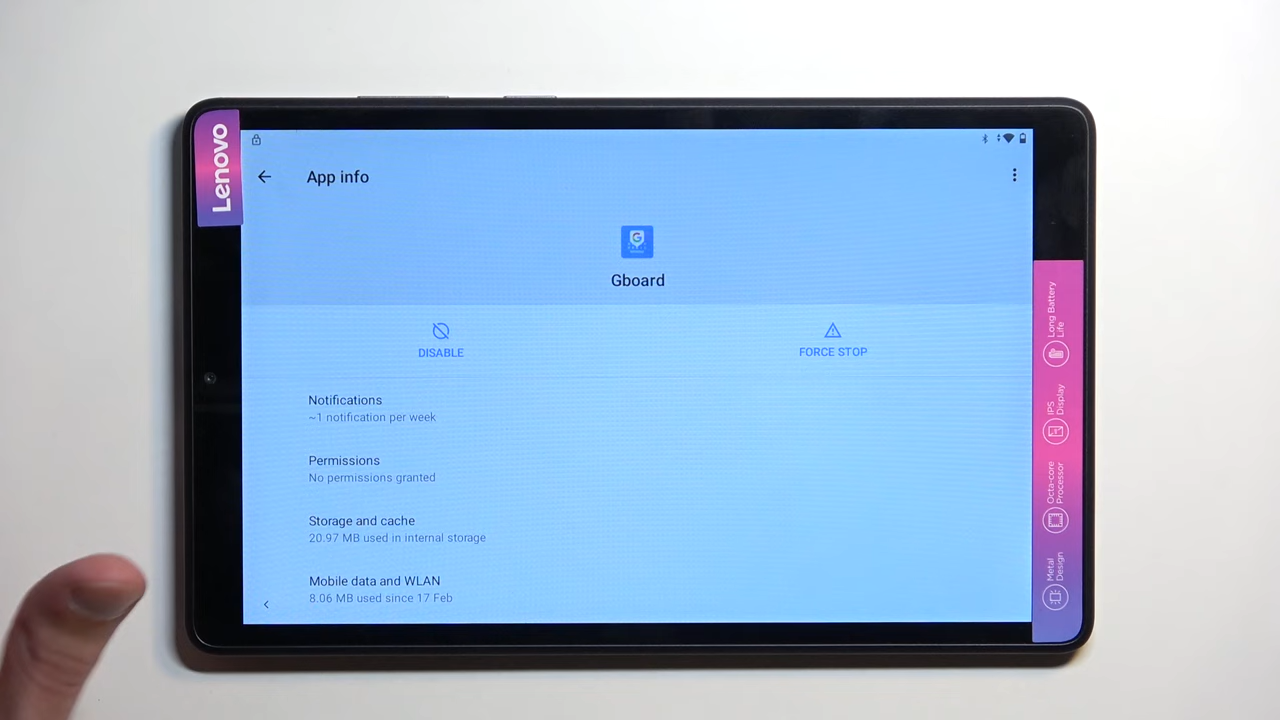 Lenovo
App info
Gboard
DISABLE
FORCE STOP
Notifications
~1 notification per week
Permissions
No permissions granted
Storage and cache
20.97 MB used in internal storage
Mobile data and WLAN
8.06 MB used since 17 Feb
Long Battery
Life
IPS
Display
Octa-core
Processor
Metal
Design